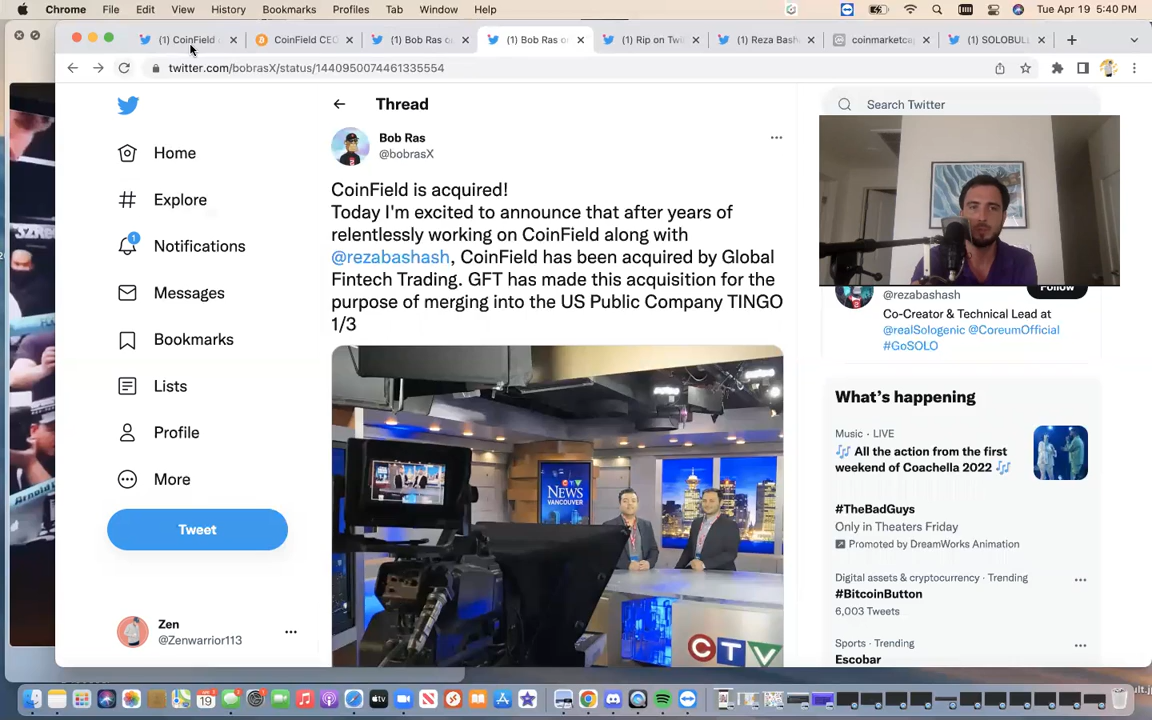 Chrome File Edit View History Bookmarks Profiles Tab Window Help Tue Apr 19 5:40 PM
(1) CoinField CoinField CEO (1) Bob Ras (1) Bob Ras o (1) Rip on Twi (1) Reza Bash coinmarketca (1) SOLOBULL
twitter.com/bobrasX/status/1440950074461335554
Home
Explore
1
Notifications
Messages
Bookmarks
Lists
Profile
More
Tweet
Zen
@Zenwarrior113
Thread
Bob Ras
@bobrasX
CoinField is acquired!
Today I'm excited to announce that after years of
relentlessly working on CoinField along with
@rezabashash, CoinField has been acquired by Global
Fintech Trading. GFT has made this acquisition for the
purpose of merging into the US Public Company TINGO
1/3
NEWS
VANCOUVER
CTV
Search Twitter
@rezabashash
Follow
Co-Creator & Technical Lead at
@realSologenic @CoreumOfficial
#GoSOLO
What's happening
Music · LIVE
🎶 All the action from the first
weekend of Coachella 2022 🎶
#TheBadGuys
Only in Theaters Friday
Promoted by DreamWorks Animation
Digital assets & cryptocurrency · Trending
#BitcoinButton
6,003 Tweets
Sports · Trending
Escobar